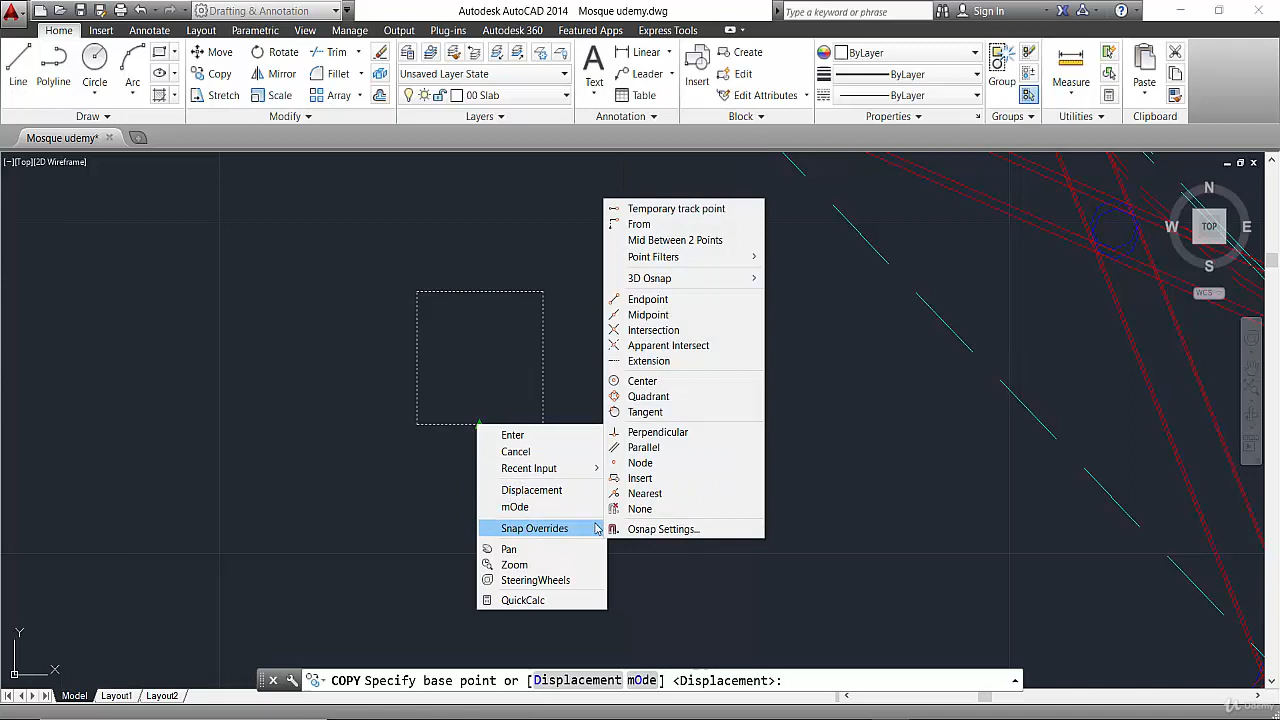 Drafting & Annotation
Autodesk AutoCAD 2014 Mosque udemy.dwg
Type a keyword or phrase
Sign In
Home Insert Annotate Layout Parametric View Manage Output Plug-ins Autodesk 360 Featured Apps Express Tools
Line
Polyline
Circle
Arc
Move
Rotate
Trim
Copy
Mirror
Fillet
Stretch
Scale
Array
Unsaved Layer State
00 Slab
Text
Linear
Leader
Table
Insert
Create
Edit
Edit Attributes
ByLayer
ByLayer
ByLayer
Group
Measure
Paste
Draw
Modify
Layers
Annotation
Block
Properties
Groups
Utilities
Clipboard
Mosque udemy*
[−][Top][2D Wireframe]
N
W
TOP
E
S
WCS
Temporary track point
From
Mid Between 2 Points
Point Filters
3D Osnap
Endpoint
Midpoint
Intersection
Apparent Intersect
Extension
Center
Quadrant
Tangent
Perpendicular
Parallel
Node
Insert
Nearest
None
Osnap Settings...
Enter
Cancel
Recent Input
Displacement
mOde
Snap Overrides
Pan
Zoom
SteeringWheels
QuickCalc
Y
X
COPY Specify base point or [Displacement mOde] <Displacement>:
Model Layout1 Layout2
Udemy